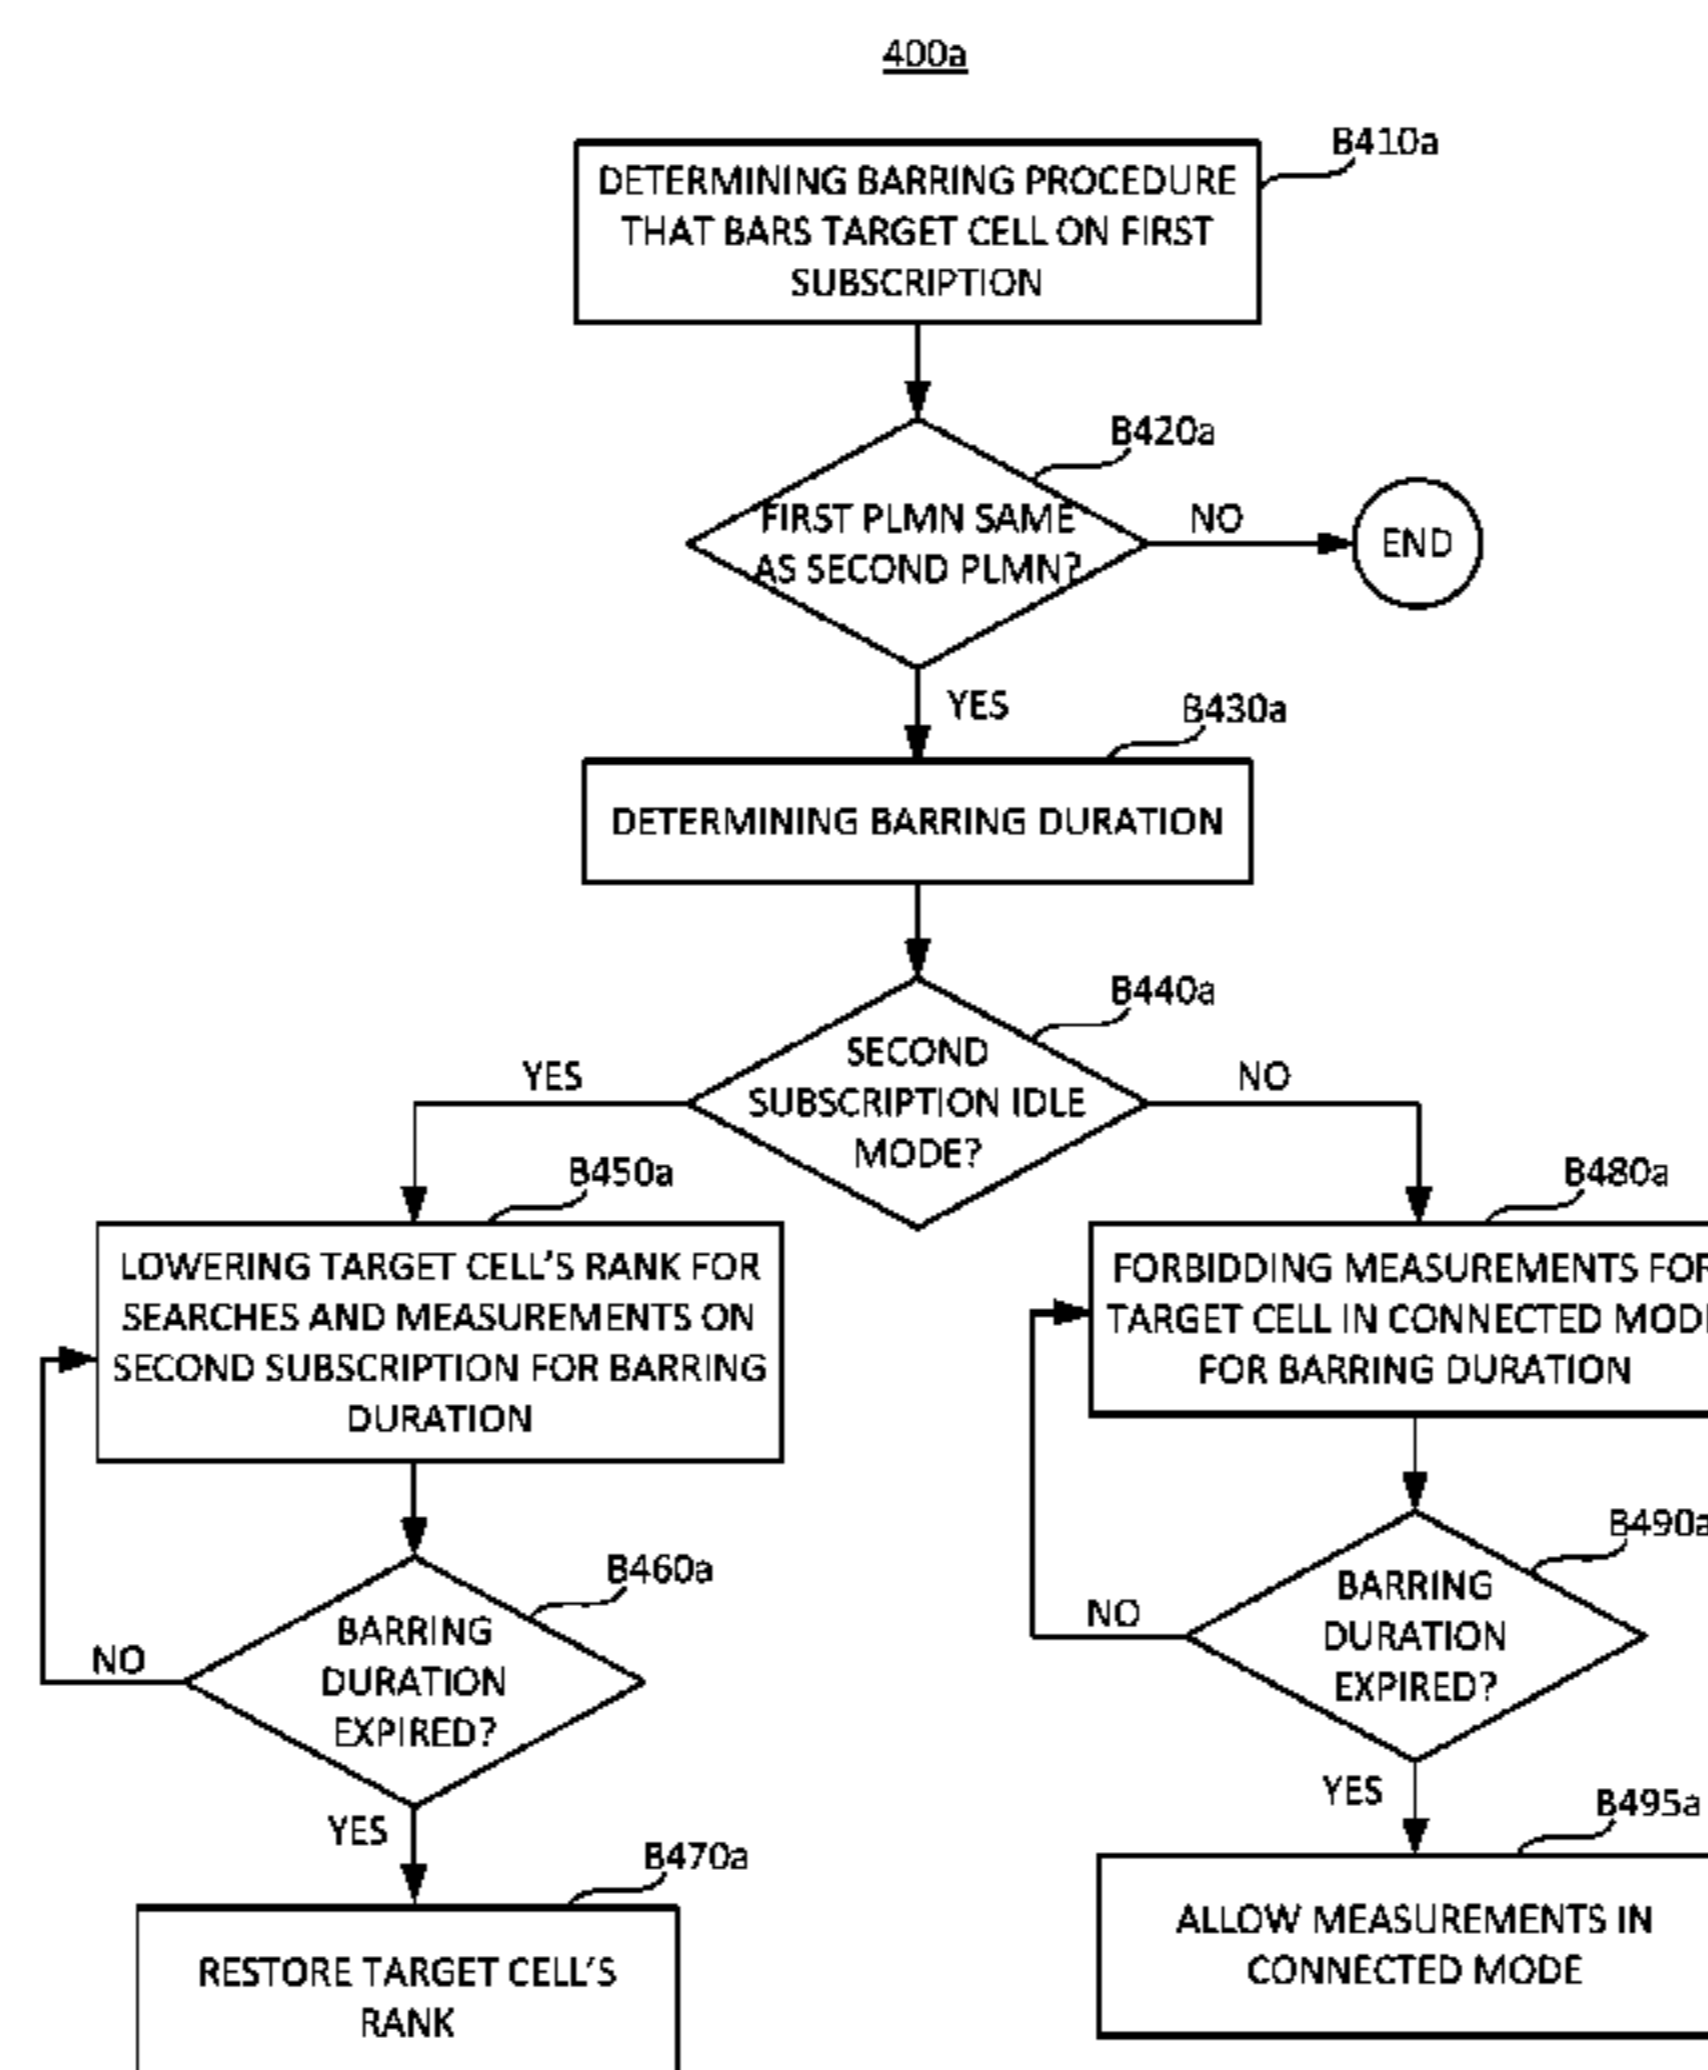 400a
B410a
DETERMINING BARRING PROCEDURE
THAT BARS TARGET CELL ON FIRST
SUBSCRIPTION
B420a
FIRST PLMN SAME
AS SECOND PLMN?
NO
END
YES
B430a
DETERMINING BARRING DURATION
B440a
SECOND
SUBSCRIPTION IDLE
MODE?
YES
NO
B450a
LOWERING TARGET CELL'S RANK FOR
SEARCHES AND MEASUREMENTS ON
SECOND SUBSCRIPTION FOR BARRING
DURATION
B480a
FORBIDDING MEASUREMENTS FOR
TARGET CELL IN CONNECTED MODE
FOR BARRING DURATION
B460a
BARRING
DURATION
EXPIRED?
NO
YES
B490a
BARRING
DURATION
EXPIRED?
NO
YES
B470a
RESTORE TARGET CELL'S
RANK
B495a
ALLOW MEASUREMENTS IN
CONNECTED MODE